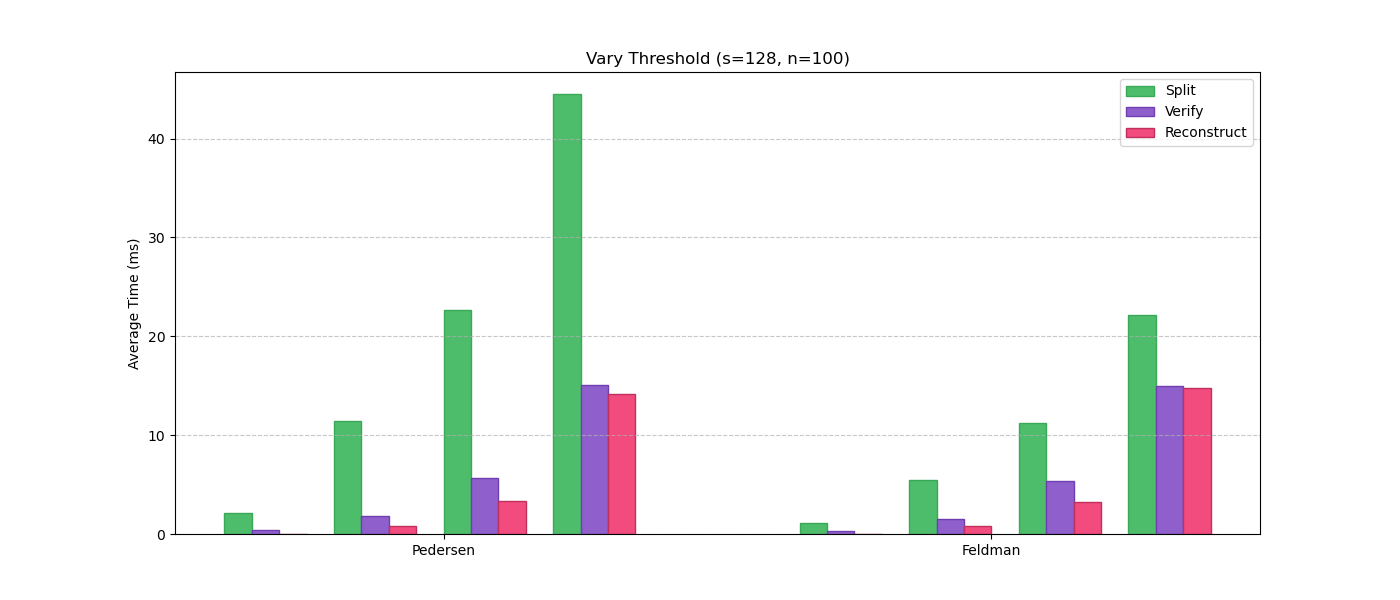 Vary Threshold (s=128, n=100)
Split
Verify
Reconstruct
Average Time (ms)
40
30
20
10
0
Pedersen
Feldman